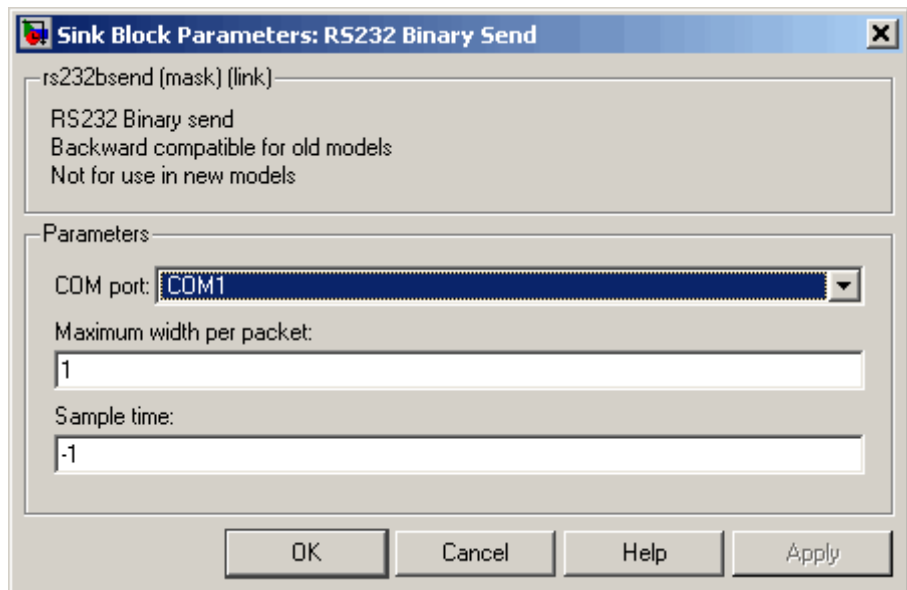 Sink Block Parameters: RS232 Binary Send
rs232bsend (mask) (link)
RS232 Binary send
Backward compatible for old models
Not for use in new models
Parameters
COM port: COM1
Maximum width per packet:
1
Sample time:
-1
OK Cancel Help Apply